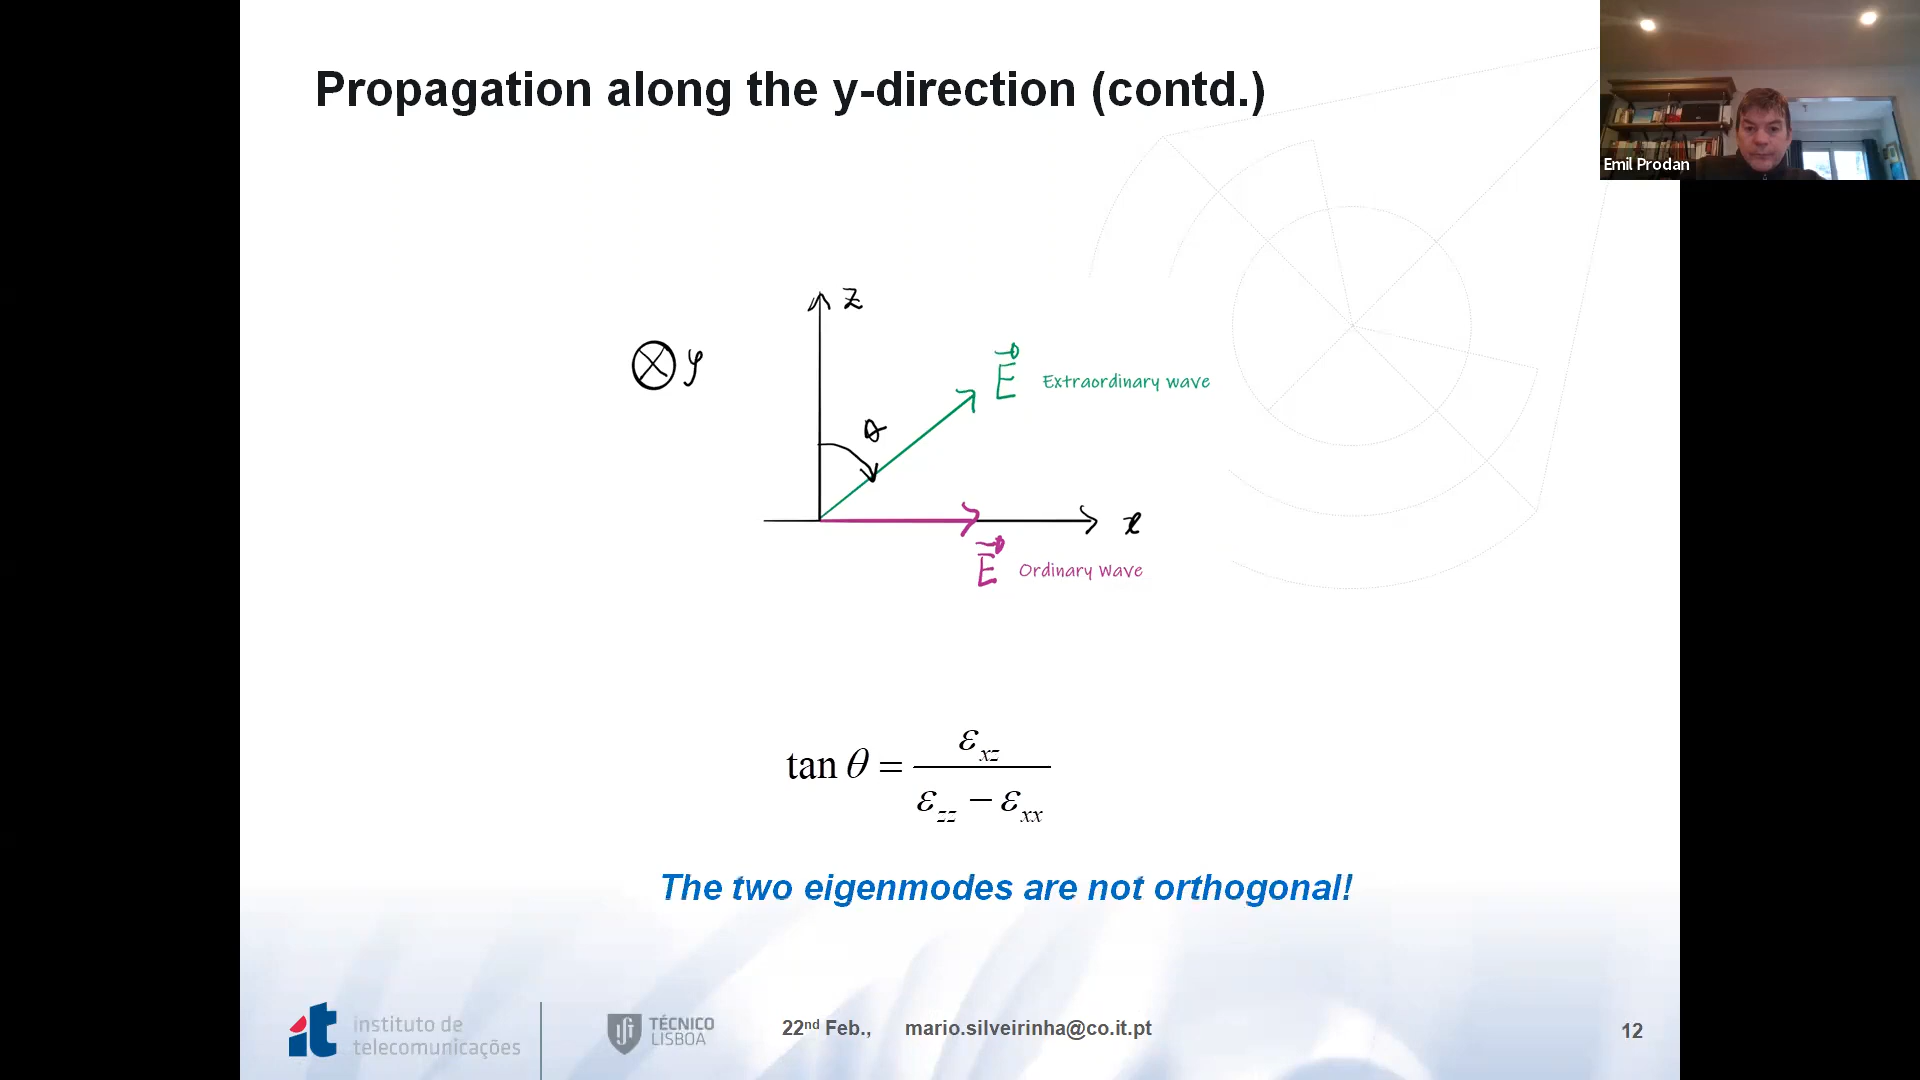 Propagation along the y-direction (contd.)
Emil Prodan
z
y
E
Extraordinary wave
θ
x
E
Ordinary Wave
tan θ = ε_xz / (ε_zz − ε_xx)
The two eigenmodes are not orthogonal!
it instituto de
telecomunicações
TÉCNICO
LISBOA
22nd Feb., mario.silveirinha@co.it.pt
12